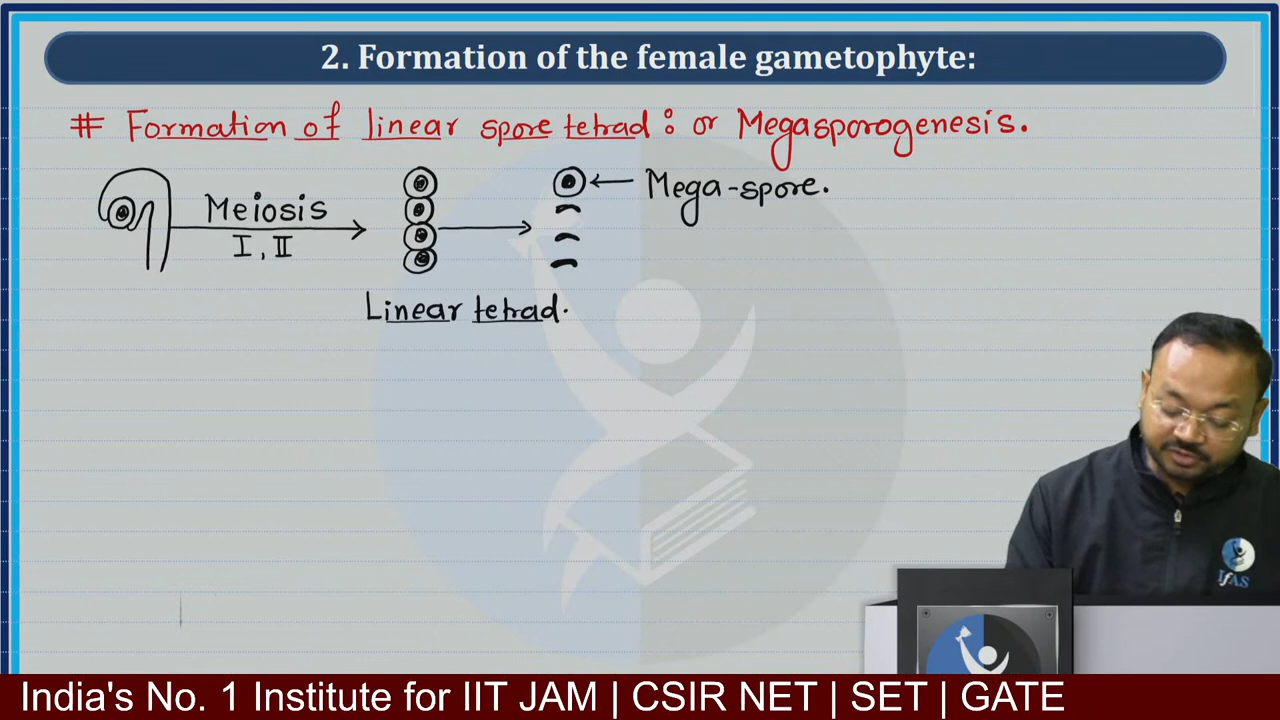 2. Formation of the female gametophyte:
# Formation of linear spore tetrad : or Megasporogenesis.
Meiosis
I, II
Mega-spore.
Linear tetrad.
IFAS
India's No. 1 Institute for IIT JAM | CSIR NET | SET | GATE